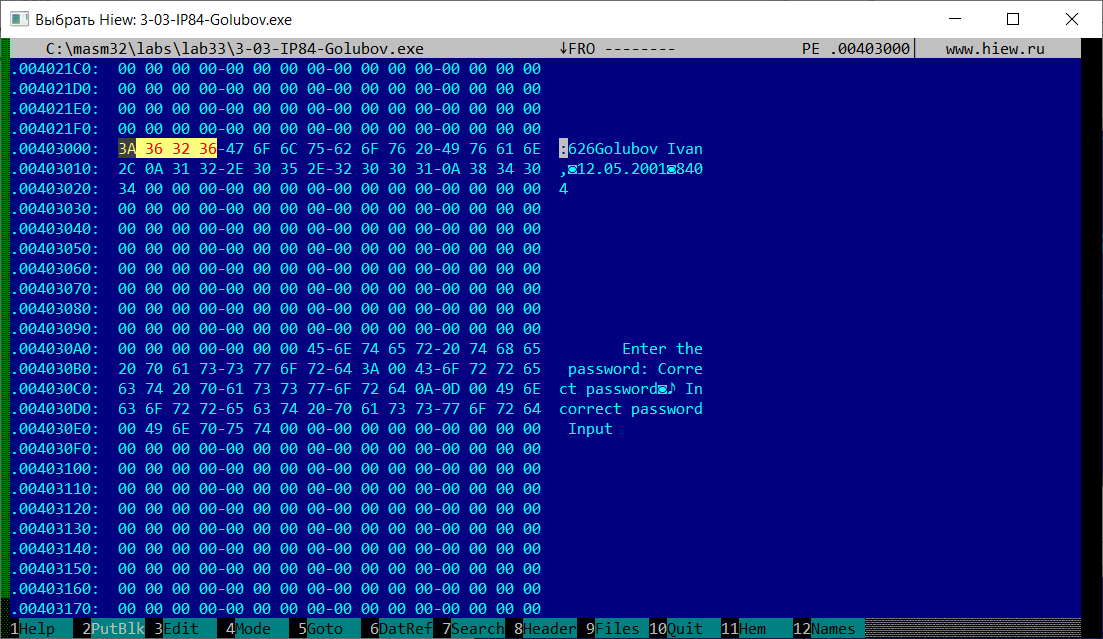 Выбрать Hiew: 3-03-IP84-Golubov.exe
C:\masm32\labs\lab33\3-03-IP84-Golubov.exe ↓FRO -------- PE .00403000 www.hiew.ru
.004021C0: 00 00 00 00-00 00 00 00-00 00 00 00-00 00 00 00
.004021D0: 00 00 00 00-00 00 00 00-00 00 00 00-00 00 00 00
.004021E0: 00 00 00 00-00 00 00 00-00 00 00 00-00 00 00 00
.004021F0: 00 00 00 00-00 00 00 00-00 00 00 00-00 00 00 00
.00403000: 3A 36 32 36-47 6F 6C 75-62 6F 76 20-49 76 61 6E :626Golubov Ivan
.00403010: 2C 0A 31 32-2E 30 35 2E-32 30 30 31-0A 38 34 30 ,◙12.05.2001◙840
.00403020: 34 00 00 00-00 00 00 00-00 00 00 00-00 00 00 00 4
.00403030: 00 00 00 00-00 00 00 00-00 00 00 00-00 00 00 00
.00403040: 00 00 00 00-00 00 00 00-00 00 00 00-00 00 00 00
.00403050: 00 00 00 00-00 00 00 00-00 00 00 00-00 00 00 00
.00403060: 00 00 00 00-00 00 00 00-00 00 00 00-00 00 00 00
.00403070: 00 00 00 00-00 00 00 00-00 00 00 00-00 00 00 00
.00403080: 00 00 00 00-00 00 00 00-00 00 00 00-00 00 00 00
.00403090: 00 00 00 00-00 00 00 00-00 00 00 00-00 00 00 00
.004030A0: 00 00 00 00-00 00 00 45-6E 74 65 72-20 74 68 65 Enter the
.004030B0: 20 70 61 73-73 77 6F 72-64 3A 00 43-6F 72 72 65 password: Corre
.004030C0: 63 74 20 70-61 73 73 77-6F 72 64 0A-0D 00 49 6E ct password◙♪ In
.004030D0: 63 6F 72 72-65 63 74 20-70 61 73 73-77 6F 72 64 correct password
.004030E0: 00 49 6E 70-75 74 00 00-00 00 00 00-00 00 00 00 Input
.004030F0: 00 00 00 00-00 00 00 00-00 00 00 00-00 00 00 00
.00403100: 00 00 00 00-00 00 00 00-00 00 00 00-00 00 00 00
.00403110: 00 00 00 00-00 00 00 00-00 00 00 00-00 00 00 00
.00403120: 00 00 00 00-00 00 00 00-00 00 00 00-00 00 00 00
.00403130: 00 00 00 00-00 00 00 00-00 00 00 00-00 00 00 00
.00403140: 00 00 00 00-00 00 00 00-00 00 00 00-00 00 00 00
.00403150: 00 00 00 00-00 00 00 00-00 00 00 00-00 00 00 00
.00403160: 00 00 00 00-00 00 00 00-00 00 00 00-00 00 00 00
.00403170: 00 00 00 00-00 00 00 00-00 00 00 00-00 00 00 00
1Help 2PutBlk 3Edit 4Mode 5Goto 6DatRef 7Search 8Header 9Files 10Quit 11Hem 12Names